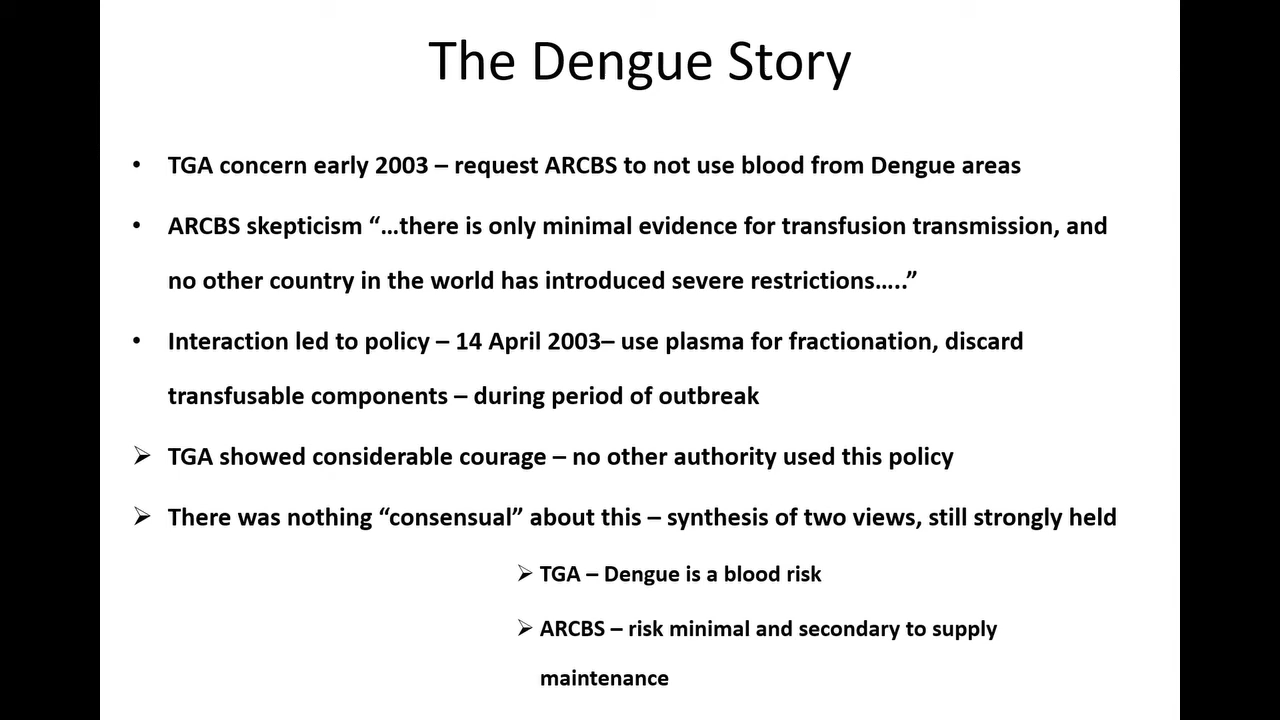 The Dengue Story
• TGA concern early 2003 – request ARCBS to not use blood from Dengue areas
• ARCBS skepticism “…there is only minimal evidence for transfusion transmission, and
no other country in the world has introduced severe restrictions…..”
• Interaction led to policy – 14 April 2003– use plasma for fractionation, discard
transfusable components – during period of outbreak
➢ TGA showed considerable courage – no other authority used this policy
➢ There was nothing “consensual” about this – synthesis of two views, still strongly held
➢ TGA – Dengue is a blood risk
➢ ARCBS – risk minimal and secondary to supply
maintenance